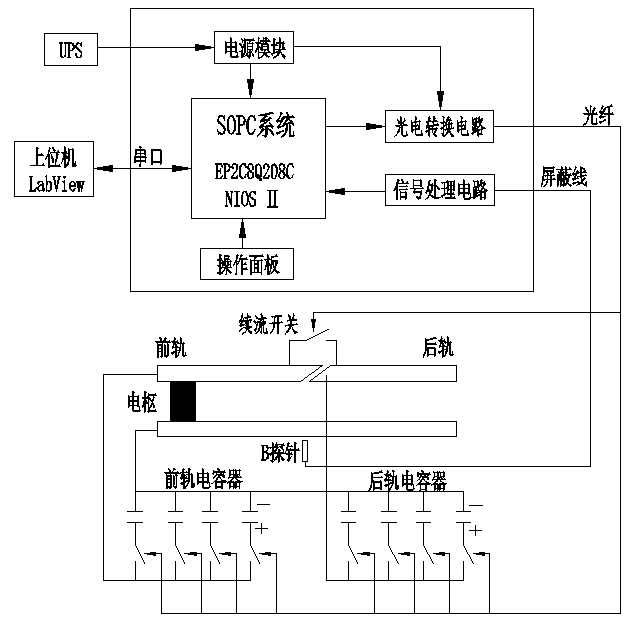 UPS
电源模块
SOPC系统
EP2C8Q208C
NIOS Ⅱ
光电转换电路
光纤
上位机
LabView
串口
信号处理电路
屏蔽线
操作面板
续流开关
前轨
后轨
电枢
B探针
前轨电容器
后轨电容器
－
＋
－
＋